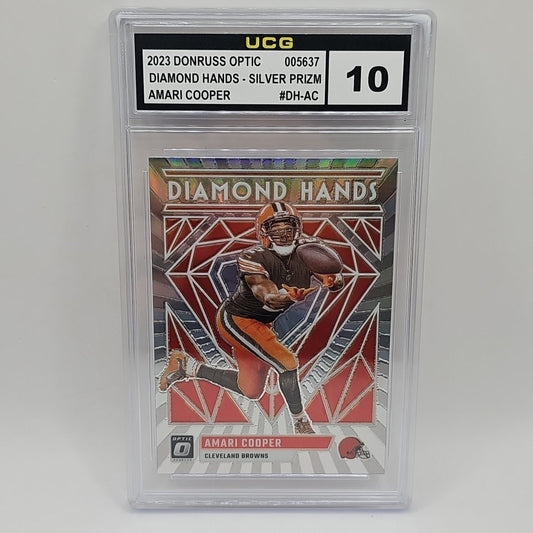 UCG
2023 DONRUSS OPTIC 005637
DIAMOND HANDS - SILVER PRIZM
AMARI COOPER #DH-AC
10
DIAMOND HANDS
OPTIC
AMARI COOPER
CLEVELAND BROWNS